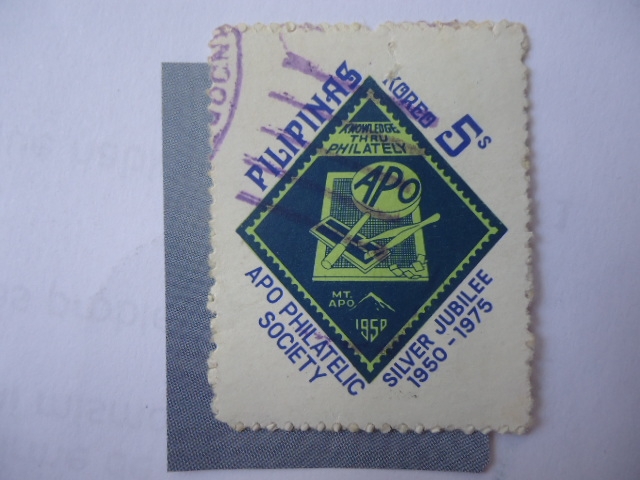 PILIPINAS
KOREO 5s
KNOWLEDGE
THRU
PHILATELY
APO
MT.
APO
1950
APO PHILATELIC
SOCIETY
SILVER JUBILEE
1950-1975